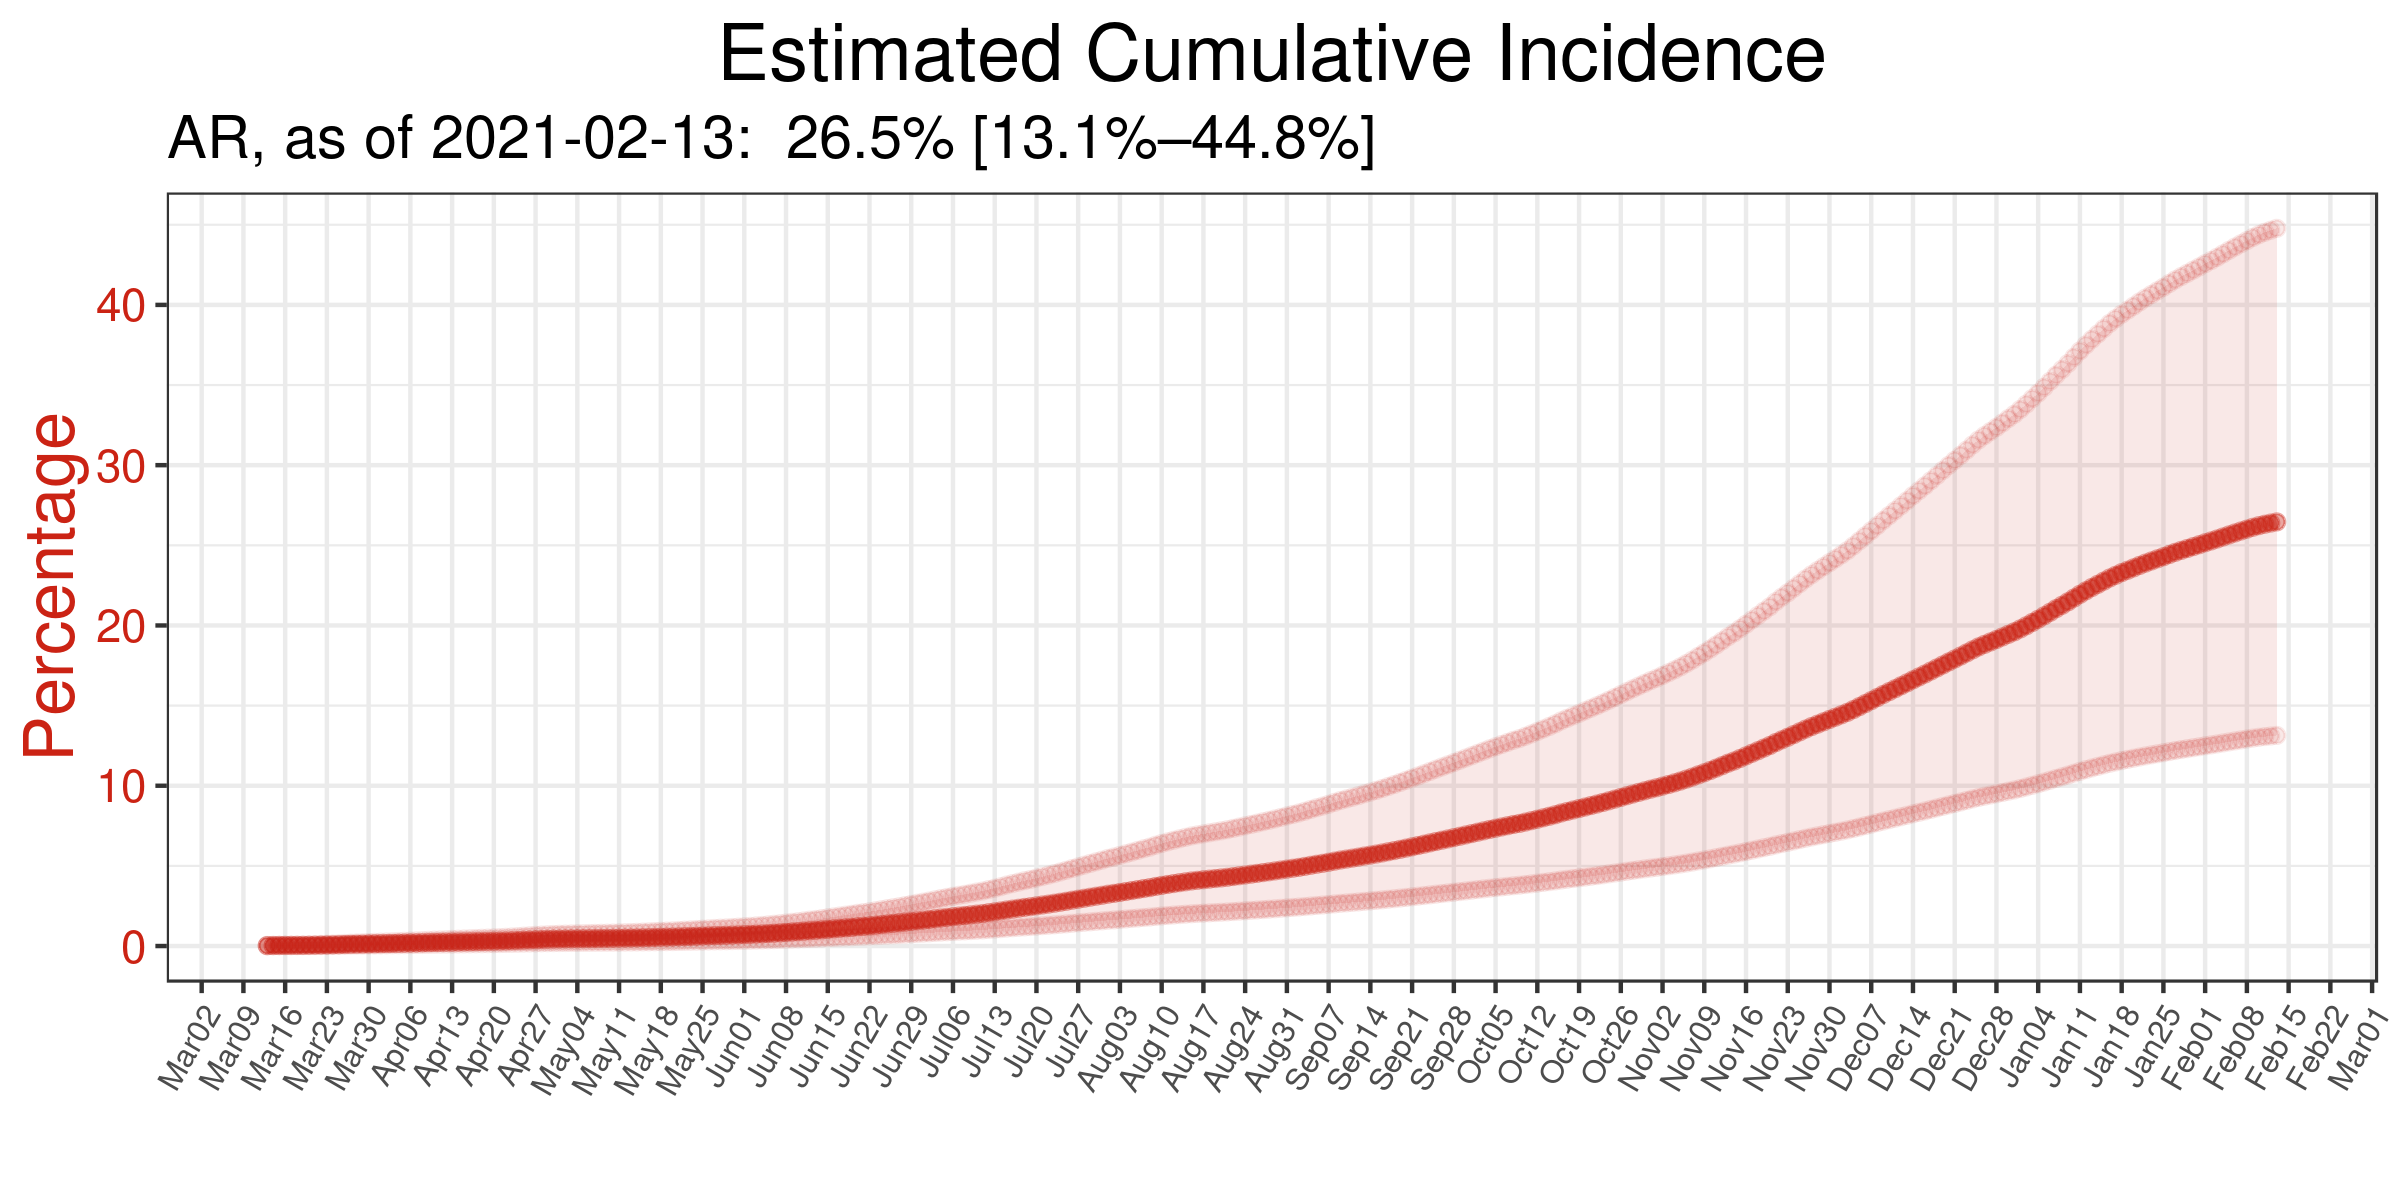 Estimated Cumulative Incidence
AR, as of 2021-02-13:  26.5% [13.1%–44.8%]
Percentage
40
30
20
10
0
Mar02 Mar09 Mar16 Mar23 Mar30 Apr06 Apr13 Apr20 Apr27 May04 May11 May18 May25 Jun01 Jun08 Jun15 Jun22 Jun29 Jul06 Jul13 Jul20 Jul27 Aug03 Aug10 Aug17 Aug24 Aug31 Sep07 Sep14 Sep21 Sep28 Oct05 Oct12 Oct19 Oct26 Nov02 Nov09 Nov16 Nov23 Nov30 Dec07 Dec14 Dec21 Dec28 Jan04 Jan11 Jan18 Jan25 Feb01 Feb08 Feb15 Feb22 Mar01